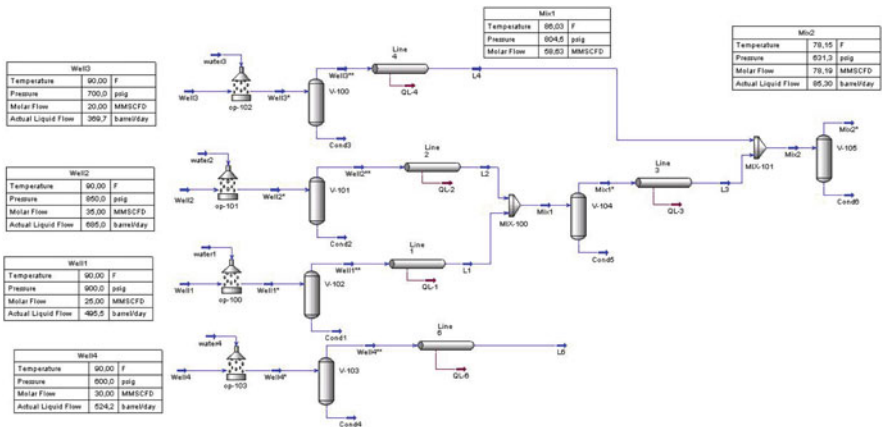 Mix1
Temperature 86,03 F
Pressure 804,6 psig
Molar Flow 58,63 MMSCFD
Mix2
Temperature 78,15 F
Pressure 631,3 psig
Molar Flow 78,19 MMSCFD
Actual Liquid Flow 85,30 barrel/day
Well3
Temperature 90,00 F
Pressure 700,0 psig
Molar Flow 20,00 MMSCFD
Actual Liquid Flow 369,7 barrel/day
water3
Well3
op-102
Well3*
V-100
Well3**
Cond3
Line
4
QL-4
L4
Well2
Temperature 90,00 F
Pressure 850,0 psig
Molar Flow 35,00 MMSCFD
Actual Liquid Flow 685,0 barrel/day
water2
Well2
op-101
Well2*
V-101
Well2**
Cond2
Line
2
QL-2
L2
MIX-100
Mix1
V-104
Mix1*
Cond5
Line
3
QL-3
L3
MIX-101
Mix2
Mix2*
V-105
Cond6
Well1
Temperature 90,00 F
Pressure 900,0 psig
Molar Flow 25,00 MMSCFD
Actual Liquid Flow 495,5 barrel/day
water1
Well1
op-100
Well1*
V-102
Well1**
Cond1
Line
1
QL-1
L1
Well4
Temperature 90,00 F
Pressure 600,0 psig
Molar Flow 30,00 MMSCFD
Actual Liquid Flow 524,2 barrel/day
water4
Well4
op-103
Well4*
V-103
Well4**
Cond4
Line
6
QL-6
L6